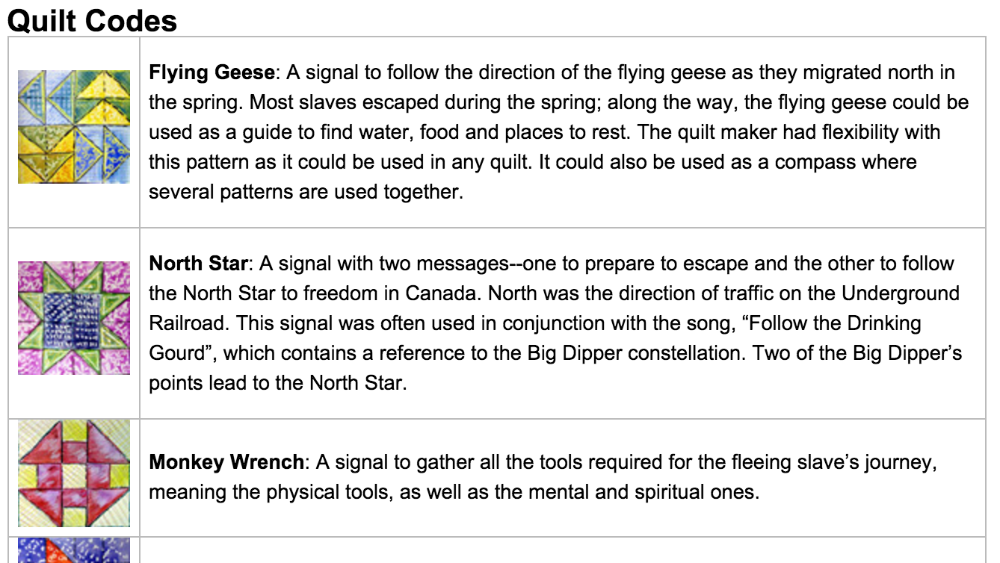 Quilt Codes
Flying Geese: A signal to follow the direction of the flying geese as they migrated north in
the spring. Most slaves escaped during the spring; along the way, the flying geese could be
used as a guide to find water, food and places to rest. The quilt maker had flexibility with
this pattern as it could be used in any quilt. It could also be used as a compass where
several patterns are used together.
North Star: A signal with two messages--one to prepare to escape and the other to follow
the North Star to freedom in Canada. North was the direction of traffic on the Underground
Railroad. This signal was often used in conjunction with the song, “Follow the Drinking
Gourd”, which contains a reference to the Big Dipper constellation. Two of the Big Dipper’s
points lead to the North Star.
Monkey Wrench: A signal to gather all the tools required for the fleeing slave’s journey,
meaning the physical tools, as well as the mental and spiritual ones.